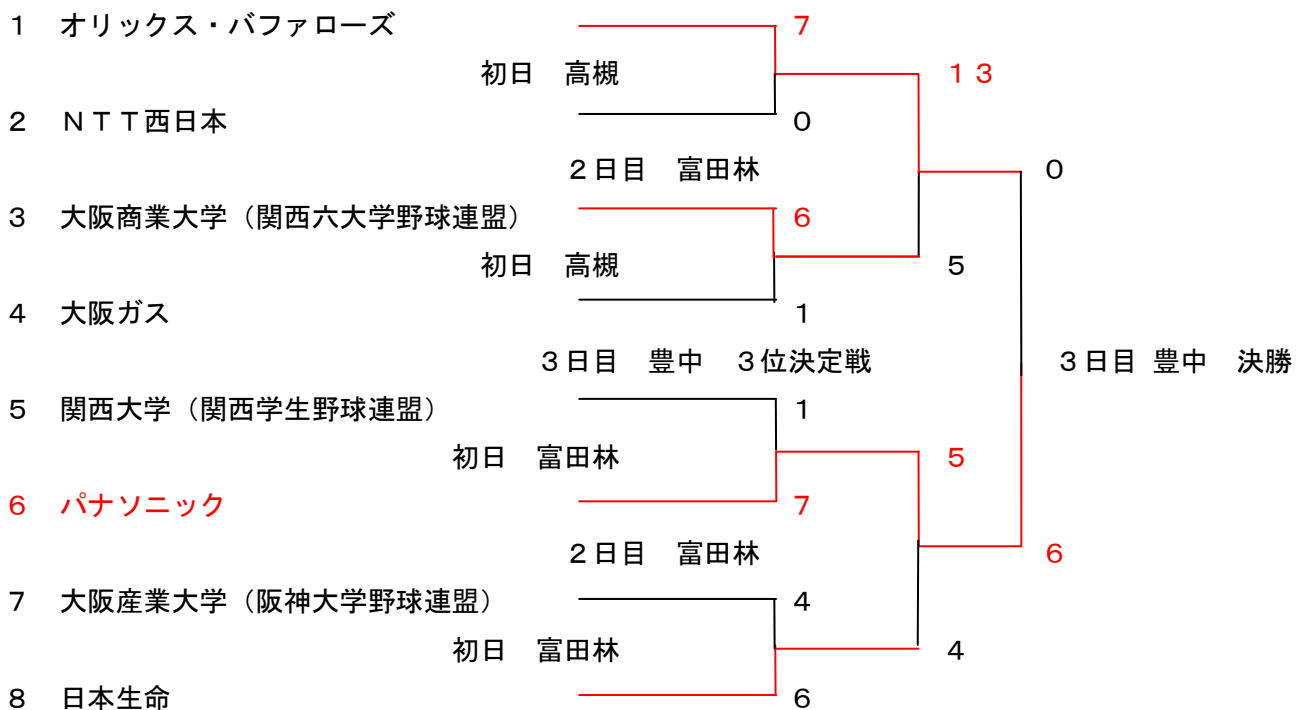 1 オリックス・バファローズ 7
初日 高槻 13
2 NTT西日本 0
2日目 富田林 0
3 大阪商業大学(関西六大学野球連盟) 6
初日 高槻 5
4 大阪ガス 1
3日目 豊中 3位決定戦 3日目 豊中 決勝
5 関西大学(関西学生野球連盟) 1
初日 富田林 5
6 パナソニック 7
2日目 富田林 6
7 大阪産業大学(阪神大学野球連盟) 4
初日 富田林 4
8 日本生命 6